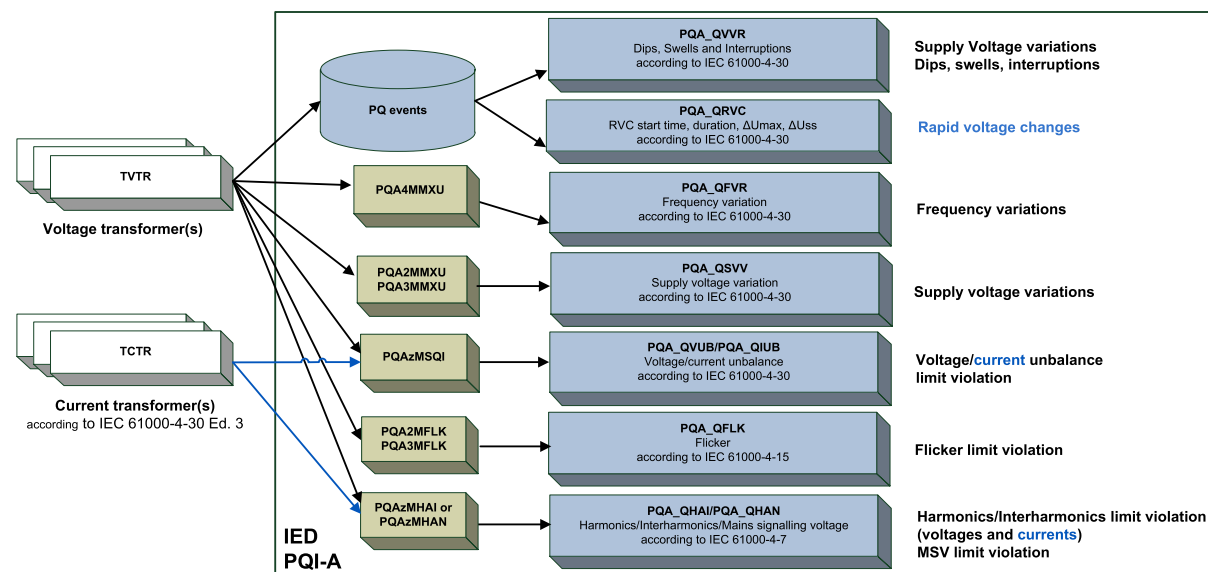 PQA_QVVR
Dips, Swells and Interruptions
according to IEC 61000-4-30
Supply Voltage variations
Dips, swells, interruptions
PQ events
PQA_QRVC
RVC start time, duration, ΔUmax, ΔUss
according to IEC 61000-4-30
Rapid voltage changes
TVTR
Voltage transformer(s)
PQA4MMXU
PQA_QFVR
Frequency variation
according to IEC 61000-4-30
Frequency variations
PQA2MMXU
PQA3MMXU
PQA_QSVV
Supply voltage variation
according to IEC 61000-4-30
Supply voltage variations
TCTR
Current transformer(s)
according to IEC 61000-4-30 Ed. 3
PQAzMSQI
PQA_QVUB/PQA_QIUB
Voltage/current unbalance
according to IEC 61000-4-30
Voltage/current unbalance
limit violation
PQA2MFLK
PQA3MFLK
PQA_QFLK
Flicker
according to IEC 61000-4-15
Flicker limit violation
PQAzMHAI or
PQAzMHAN
PQA_QHAI/PQA_QHAN
Harmonics/Interharmonics/Mains signalling voltage
according to IEC 61000-4-7
Harmonics/Interharmonics limit violation
(voltages and currents)
MSV limit violation
IED
PQI-A